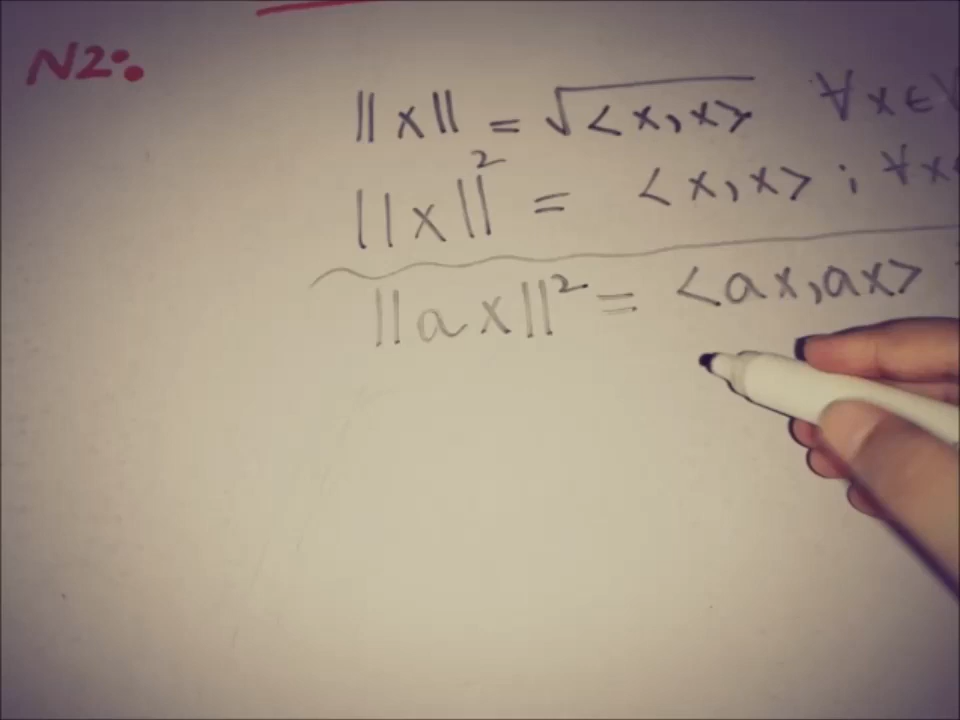 N2:
||x|| = √<x,x> ∀x∈V
||x||² = <x,x> ; ∀x∈
||ax||² = <ax,ax>